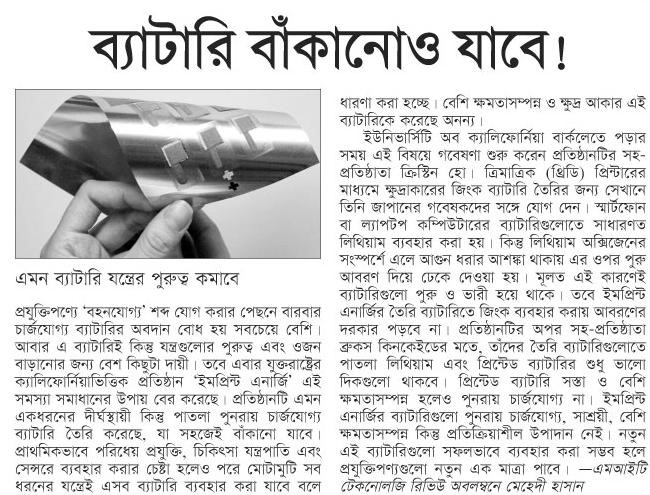 ব্যাটারি বাঁকানোও যাবে!
এমন ব্যাটারি যন্ত্রের পুরুত্ব কমাবে
প্রযুক্তিপণ্যে ‘বহনযোগ্য’ শব্দ যোগ করার পেছনে বারবার
চার্জযোগ্য ব্যাটারির অবদান বোধ হয় সবচেয়ে বেশি।
আবার এ ব্যাটারিই কিন্তু যন্ত্রগুলোর পুরুত্ব এবং ওজন
বাড়ানোর জন্য বেশ কিছুটা দায়ী। তবে এবার যুক্তরাষ্ট্রের
ক্যালিফোর্নিয়াভিত্তিক প্রতিষ্ঠান ‘ইমপ্রিন্ট এনার্জি’ এই
সমস্যা সমাধানের উপায় বের করেছে। প্রতিষ্ঠানটি এমন
একধরনের দীর্ঘস্থায়ী কিন্তু পাতলা পুনরায় চার্জযোগ্য
ব্যাটারি তৈরি করেছে, যা সহজেই বাঁকানো যাবে।
প্রাথমিকভাবে পরিধেয় প্রযুক্তি, চিকিৎসা যন্ত্রপাতি এবং
সেন্সরে ব্যবহার করার চেষ্টা হলেও পরে মোটামুটি সব
ধরনের যন্ত্রেই এসব ব্যাটারি ব্যবহার করা যাবে বলে
ধারণা করা হচ্ছে। বেশি ক্ষমতাসম্পন্ন ও ক্ষুদ্র আকার এই
ব্যাটারিকে করেছে অনন্য।
ইউনিভার্সিটি অব ক্যালিফোর্নিয়া বার্কলেতে পড়ার
সময় এই বিষয়ে গবেষণা শুরু করেন প্রতিষ্ঠানটির সহ-
প্রতিষ্ঠাতা ক্রিস্টিন হো। ত্রিমাত্রিক (থ্রিডি) প্রিন্টারের
মাধ্যমে ক্ষুদ্রাকারের জিংক ব্যাটারি তৈরির জন্য সেখানে
তিনি জাপানের গবেষকদের সঙ্গে যোগ দেন। স্মার্টফোন
বা ল্যাপটপ কম্পিউটারের ব্যাটারিগুলোতে সাধারণত
লিথিয়াম ব্যবহার করা হয়। কিন্তু লিথিয়াম অক্সিজেনের
সংস্পর্শে এলে আগুন ধরার আশঙ্কা থাকায় এর ওপর পুরু
আবরণ দিয়ে ঢেকে দেওয়া হয়। মূলত এই কারণেই
ব্যাটারিগুলো পুরু ও ভারী হয়ে থাকে। তবে ইমপ্রিন্ট
এনার্জির তৈরি ব্যাটারিতে জিংক ব্যবহার করায় আবরণের
দরকার পড়বে না। প্রতিষ্ঠানটির অপর সহ-প্রতিষ্ঠাতা
ব্রুকস কিনকেইডের মতে, তাঁদের তৈরি ব্যাটারিগুলোতে
পাতলা লিথিয়াম এবং প্রিন্টেড ব্যাটারির শুধু ভালো
দিকগুলো থাকবে। প্রিন্টেড ব্যাটারি সস্তা ও বেশি
ক্ষমতাসম্পন্ন হলেও পুনরায় চার্জযোগ্য না। ইমপ্রিন্ট
এনার্জির ব্যাটারিগুলো পুনরায় চার্জযোগ্য, সাশ্রয়ী, বেশি
ক্ষমতাসম্পন্ন কিন্তু প্রতিক্রিয়াশীল উপাদান নেই। নতুন
এই ব্যাটারিগুলো সফলভাবে ব্যবহার করা সম্ভব হলে
প্রযুক্তিপণ্যগুলো নতুন এক মাত্রা পাবে। —এমআইটি
টেকনোলজি রিভিউ অবলম্বনে মেহেদী হাসান